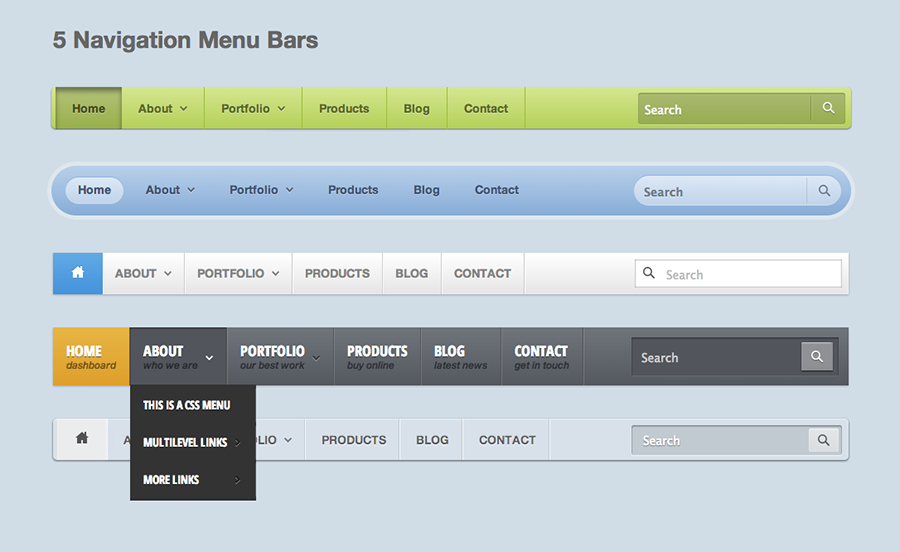 5 Navigation Menu Bars
Home About Portfolio Products Blog Contact Search
Home About Portfolio Products Blog Contact Search
ABOUT PORTFOLIO PRODUCTS BLOG CONTACT Search
HOME ABOUT PORTFOLIO PRODUCTS BLOG CONTACT Search
dashboard who we are our best work buy online latest news get in touch
THIS IS A CSS MENU
PRODUCTS BLOG CONTACT Search
MULTILEVEL LINKS
MORE LINKS